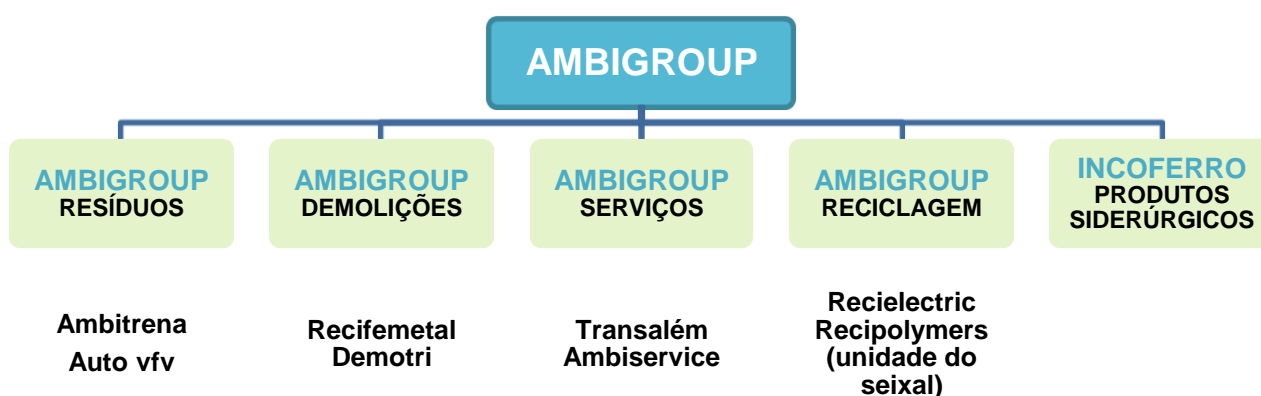 AMBIGROUP
AMBIGROUP
RESÍDUOS
AMBIGROUP
DEMOLIÇÕES
AMBIGROUP
SERVIÇOS
AMBIGROUP
RECICLAGEM
INCOFERRO
PRODUTOS
SIDERÚRGICOS
Ambitrena
Auto vfv
Recifemetal
Demotri
Transalém
Ambiservice
Recielectric
Recipolymers
(unidade do
seixal)